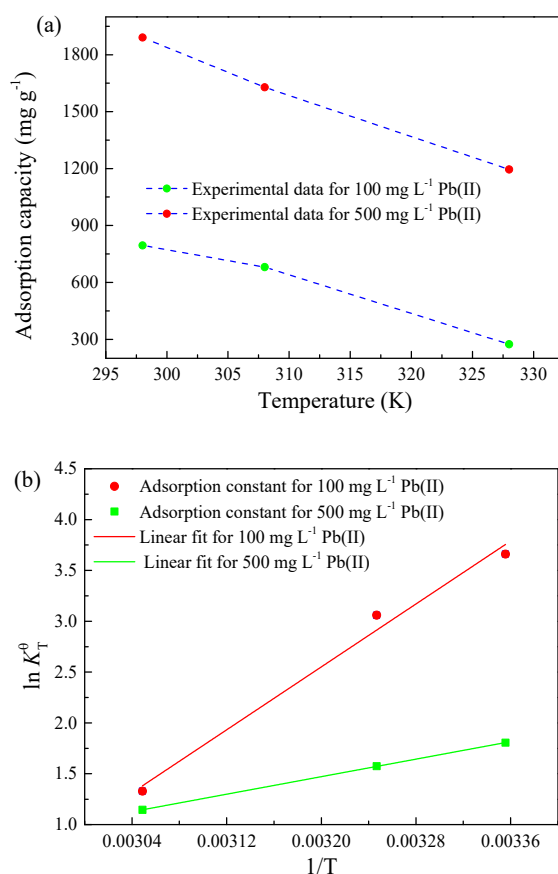 (a)
1800
1500
1200
900
600
300
Adsorption capacity (mg g⁻¹)
Experimental data for 100 mg L⁻¹ Pb(II)
Experimental data for 500 mg L⁻¹ Pb(II)
295 300 305 310 315 320 325 330
Temperature (K)
(b)
4.5
4.0
3.5
3.0
2.5
2.0
1.5
1.0
ln K_T^θ
Adsorption constant for 100 mg L⁻¹ Pb(II)
Adsorption constant for 500 mg L⁻¹ Pb(II)
Linear fit for 100 mg L⁻¹ Pb(II)
Linear fit for 500 mg L⁻¹ Pb(II)
0.00304 0.00312 0.00320 0.00328 0.00336
1/T